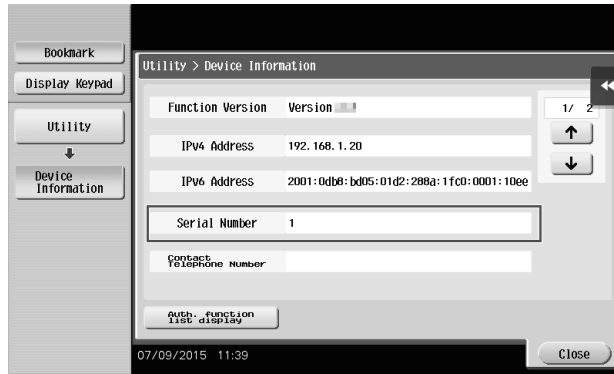 Bookmark
Display Keypad
Utility
Device
Information
Utility > Device Information
Function Version Version
1/ 2
IPv4 Address 192.168.1.20
IPv6 Address 2001:0db8:bd05:01d2:288a:1fc0:0001:10ee
Serial Number 1
Contact
Telephone Number
Auth. function
list display
07/09/2015 11:39
Close